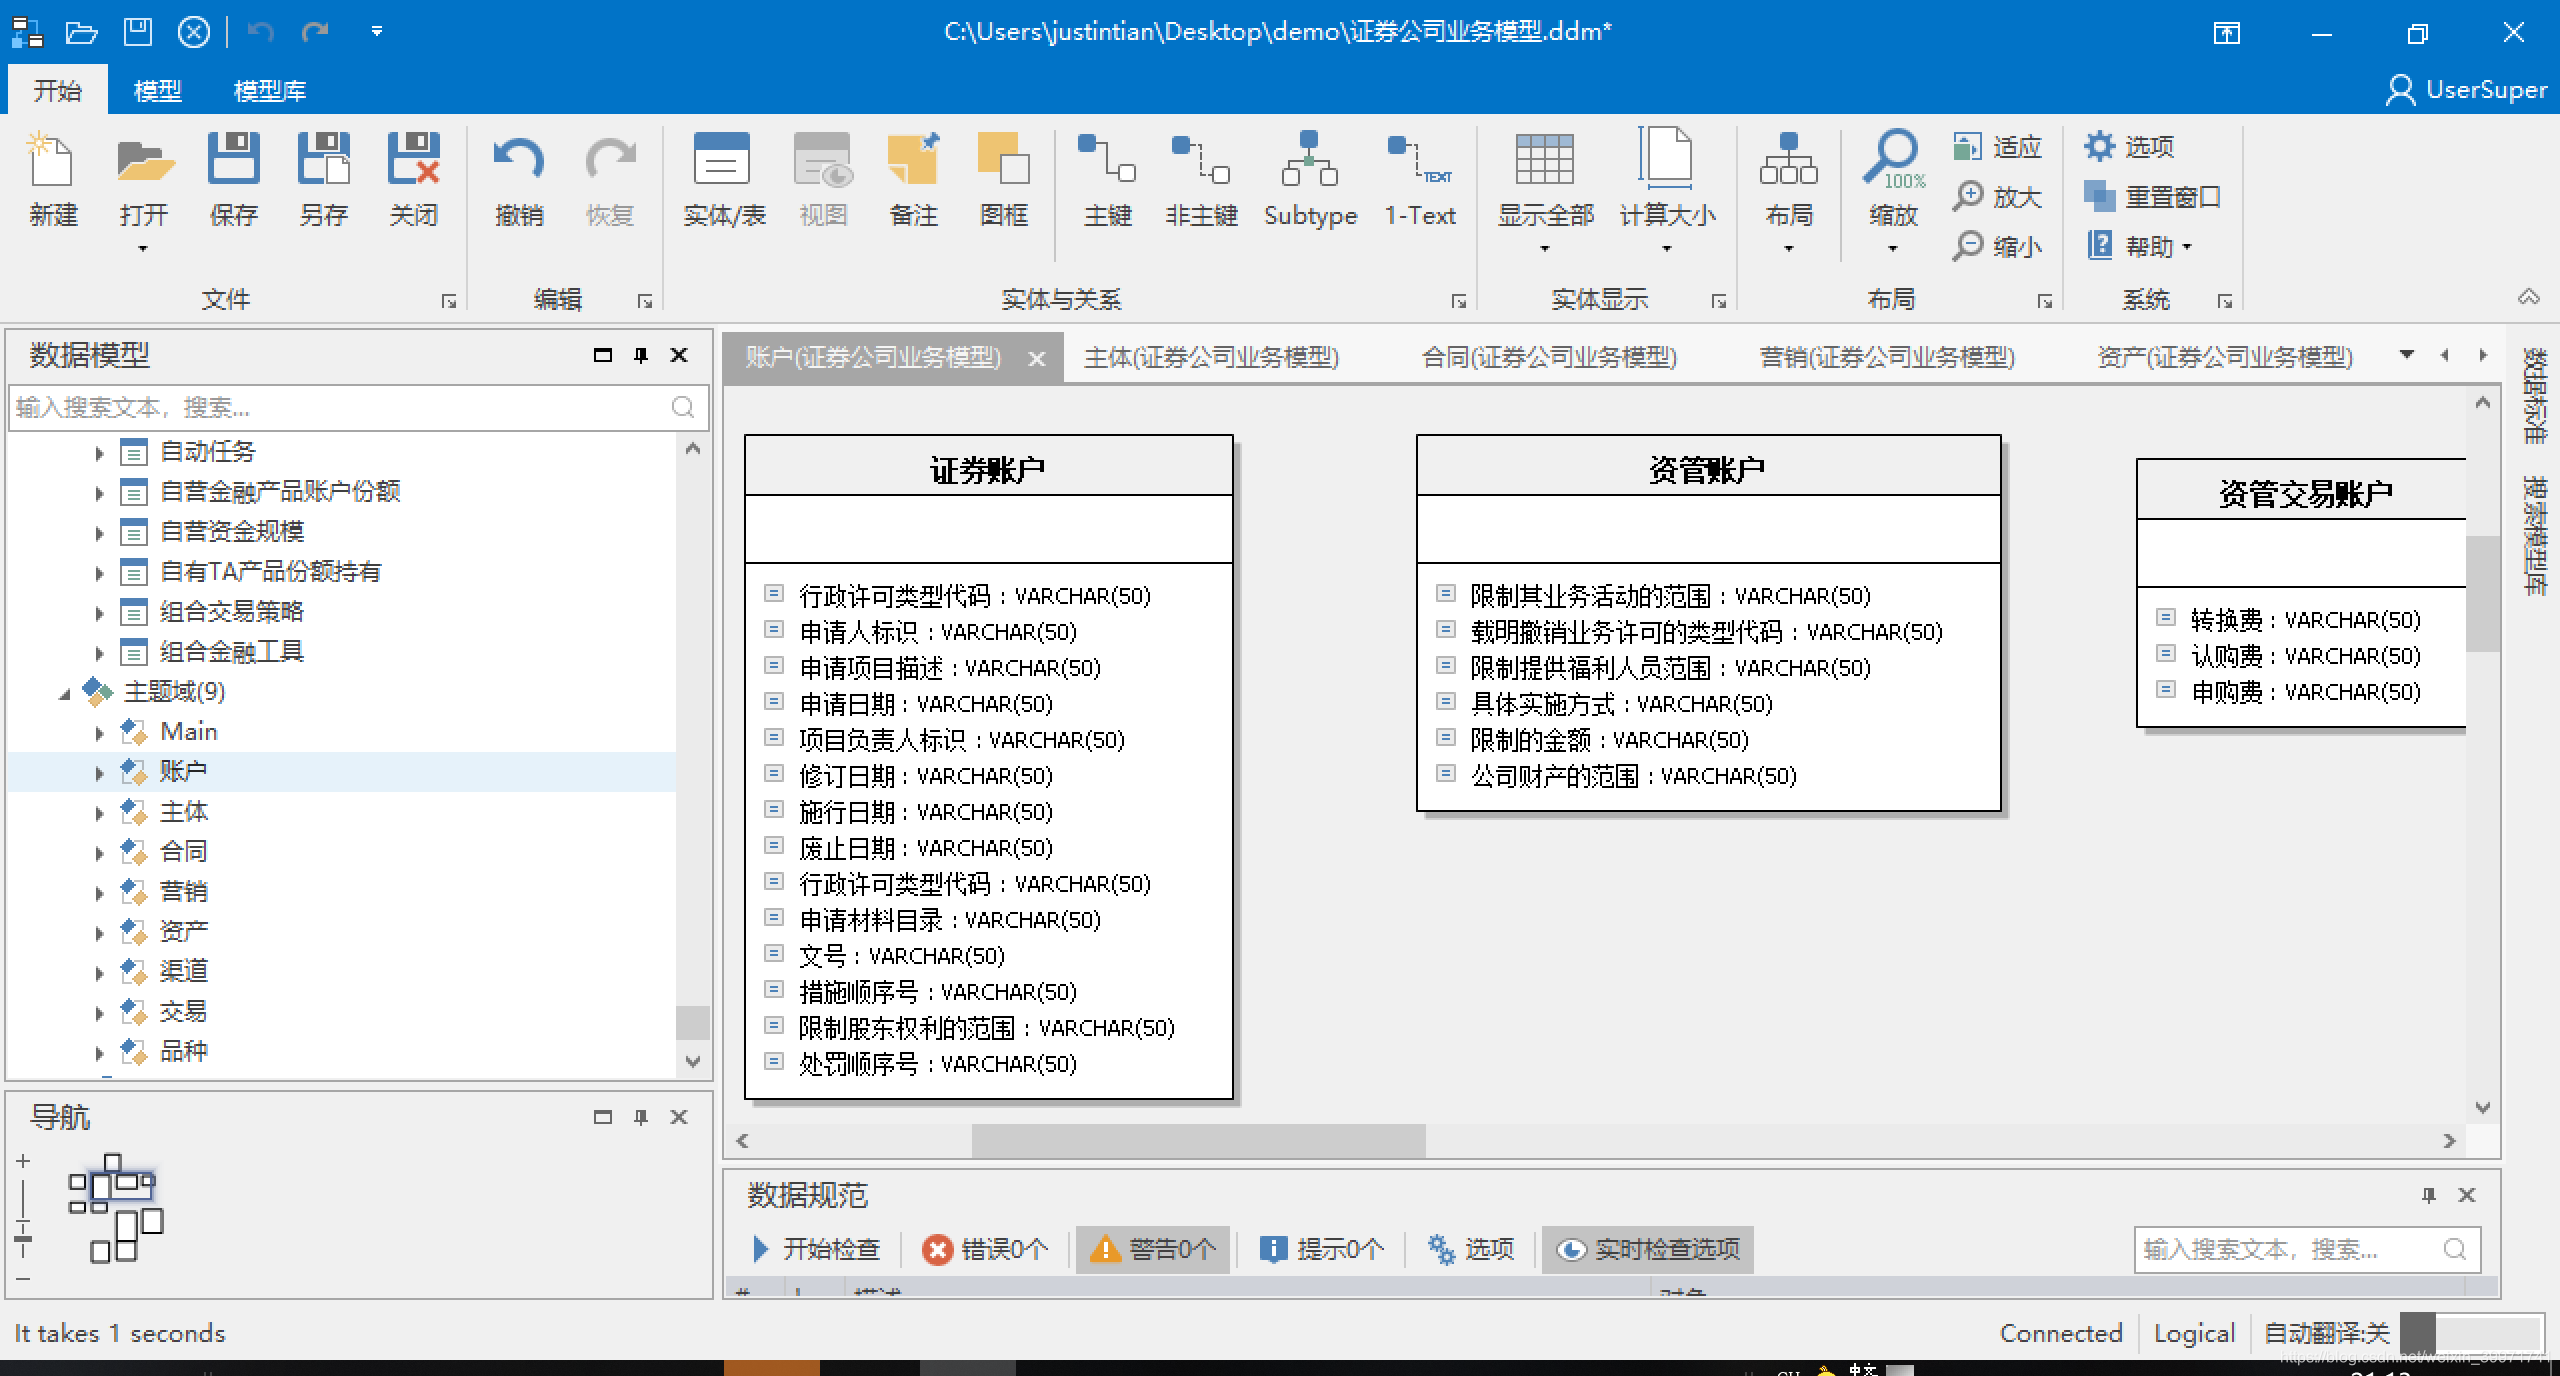 C:\Users\justintian\Desktop\demo\证券公司业务模型.ddm*
开始 模型 模型库 UserSuper
新建 打开 保存 另存 关闭 撤销 恢复 实体/表 视图 备注 图框 主键 非主键 Subtype 1-Text 显示全部 计算大小 布局 缩放
TEXT
100%
适应 选项
放大 重置窗口
缩小 帮助
文件 编辑 实体与关系 实体显示 布局 系统
数据模型
输入搜索文本，搜索...
自动任务
自营金融产品账户份额
自营资金规模
自有TA产品份额持有
组合交易策略
组合金融工具
主题域(9)
Main
账户
主体
合同
营销
资产
渠道
交易
品种
导航
账户(证券公司业务模型) 主体(证券公司业务模型) 合同(证券公司业务模型) 营销(证券公司业务模型) 资产(证券公司业务模型)
证券账户
行政许可类型代码 : VARCHAR(50)
申请人标识 : VARCHAR(50)
申请项目描述 : VARCHAR(50)
申请日期 : VARCHAR(50)
项目负责人标识 : VARCHAR(50)
修订日期 : VARCHAR(50)
施行日期 : VARCHAR(50)
废止日期 : VARCHAR(50)
行政许可类型代码 : VARCHAR(50)
申请材料目录 : VARCHAR(50)
文号 : VARCHAR(50)
措施顺序号 : VARCHAR(50)
限制股东权利的范围 : VARCHAR(50)
处罚顺序号 : VARCHAR(50)
资管账户
限制其业务活动的范围 : VARCHAR(50)
载明撤销业务许可的类型代码 : VARCHAR(50)
限制提供福利人员范围 : VARCHAR(50)
具体实施方式 : VARCHAR(50)
限制的金额 : VARCHAR(50)
公司财产的范围 : VARCHAR(50)
资管交易账户
转换费 : VARCHAR(50)
认购费 : VARCHAR(50)
申购费 : VARCHAR(50)
数据标准
搜索模型库
数据规范
开始检查 错误0个 警告0个 提示0个 选项 实时检查选项 输入搜索文本，搜索...
# ! 描述 对象
It takes 1 seconds Connected Logical 自动翻译:关